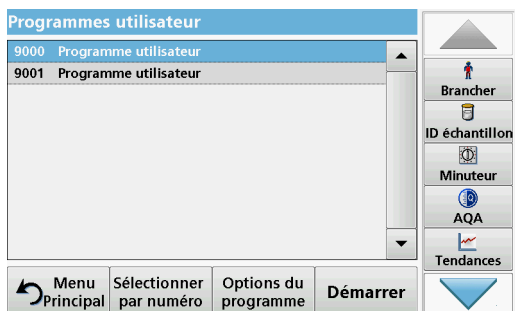 Programmes utilisateur
9000 Programme utilisateur
9001 Programme utilisateur
Brancher
ID échantillon
Minuteur
AQA
Tendances
Menu
Principal
Sélectionner
par numéro
Options du
programme
Démarrer